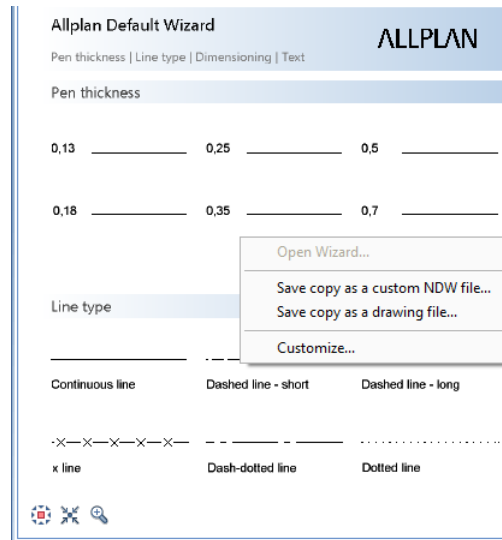 Allplan Default Wizard
ALLPLAN
Pen thickness | Line type | Dimensioning | Text
Pen thickness
0,13
0,25
0,5
0,18
0,35
0,7
Open Wizard...
Save copy as a custom NDW file...
Save copy as a drawing file...
Customize...
Line type
Continuous line
Dashed line - short
Dashed line - long
x line
Dash-dotted line
Dotted line